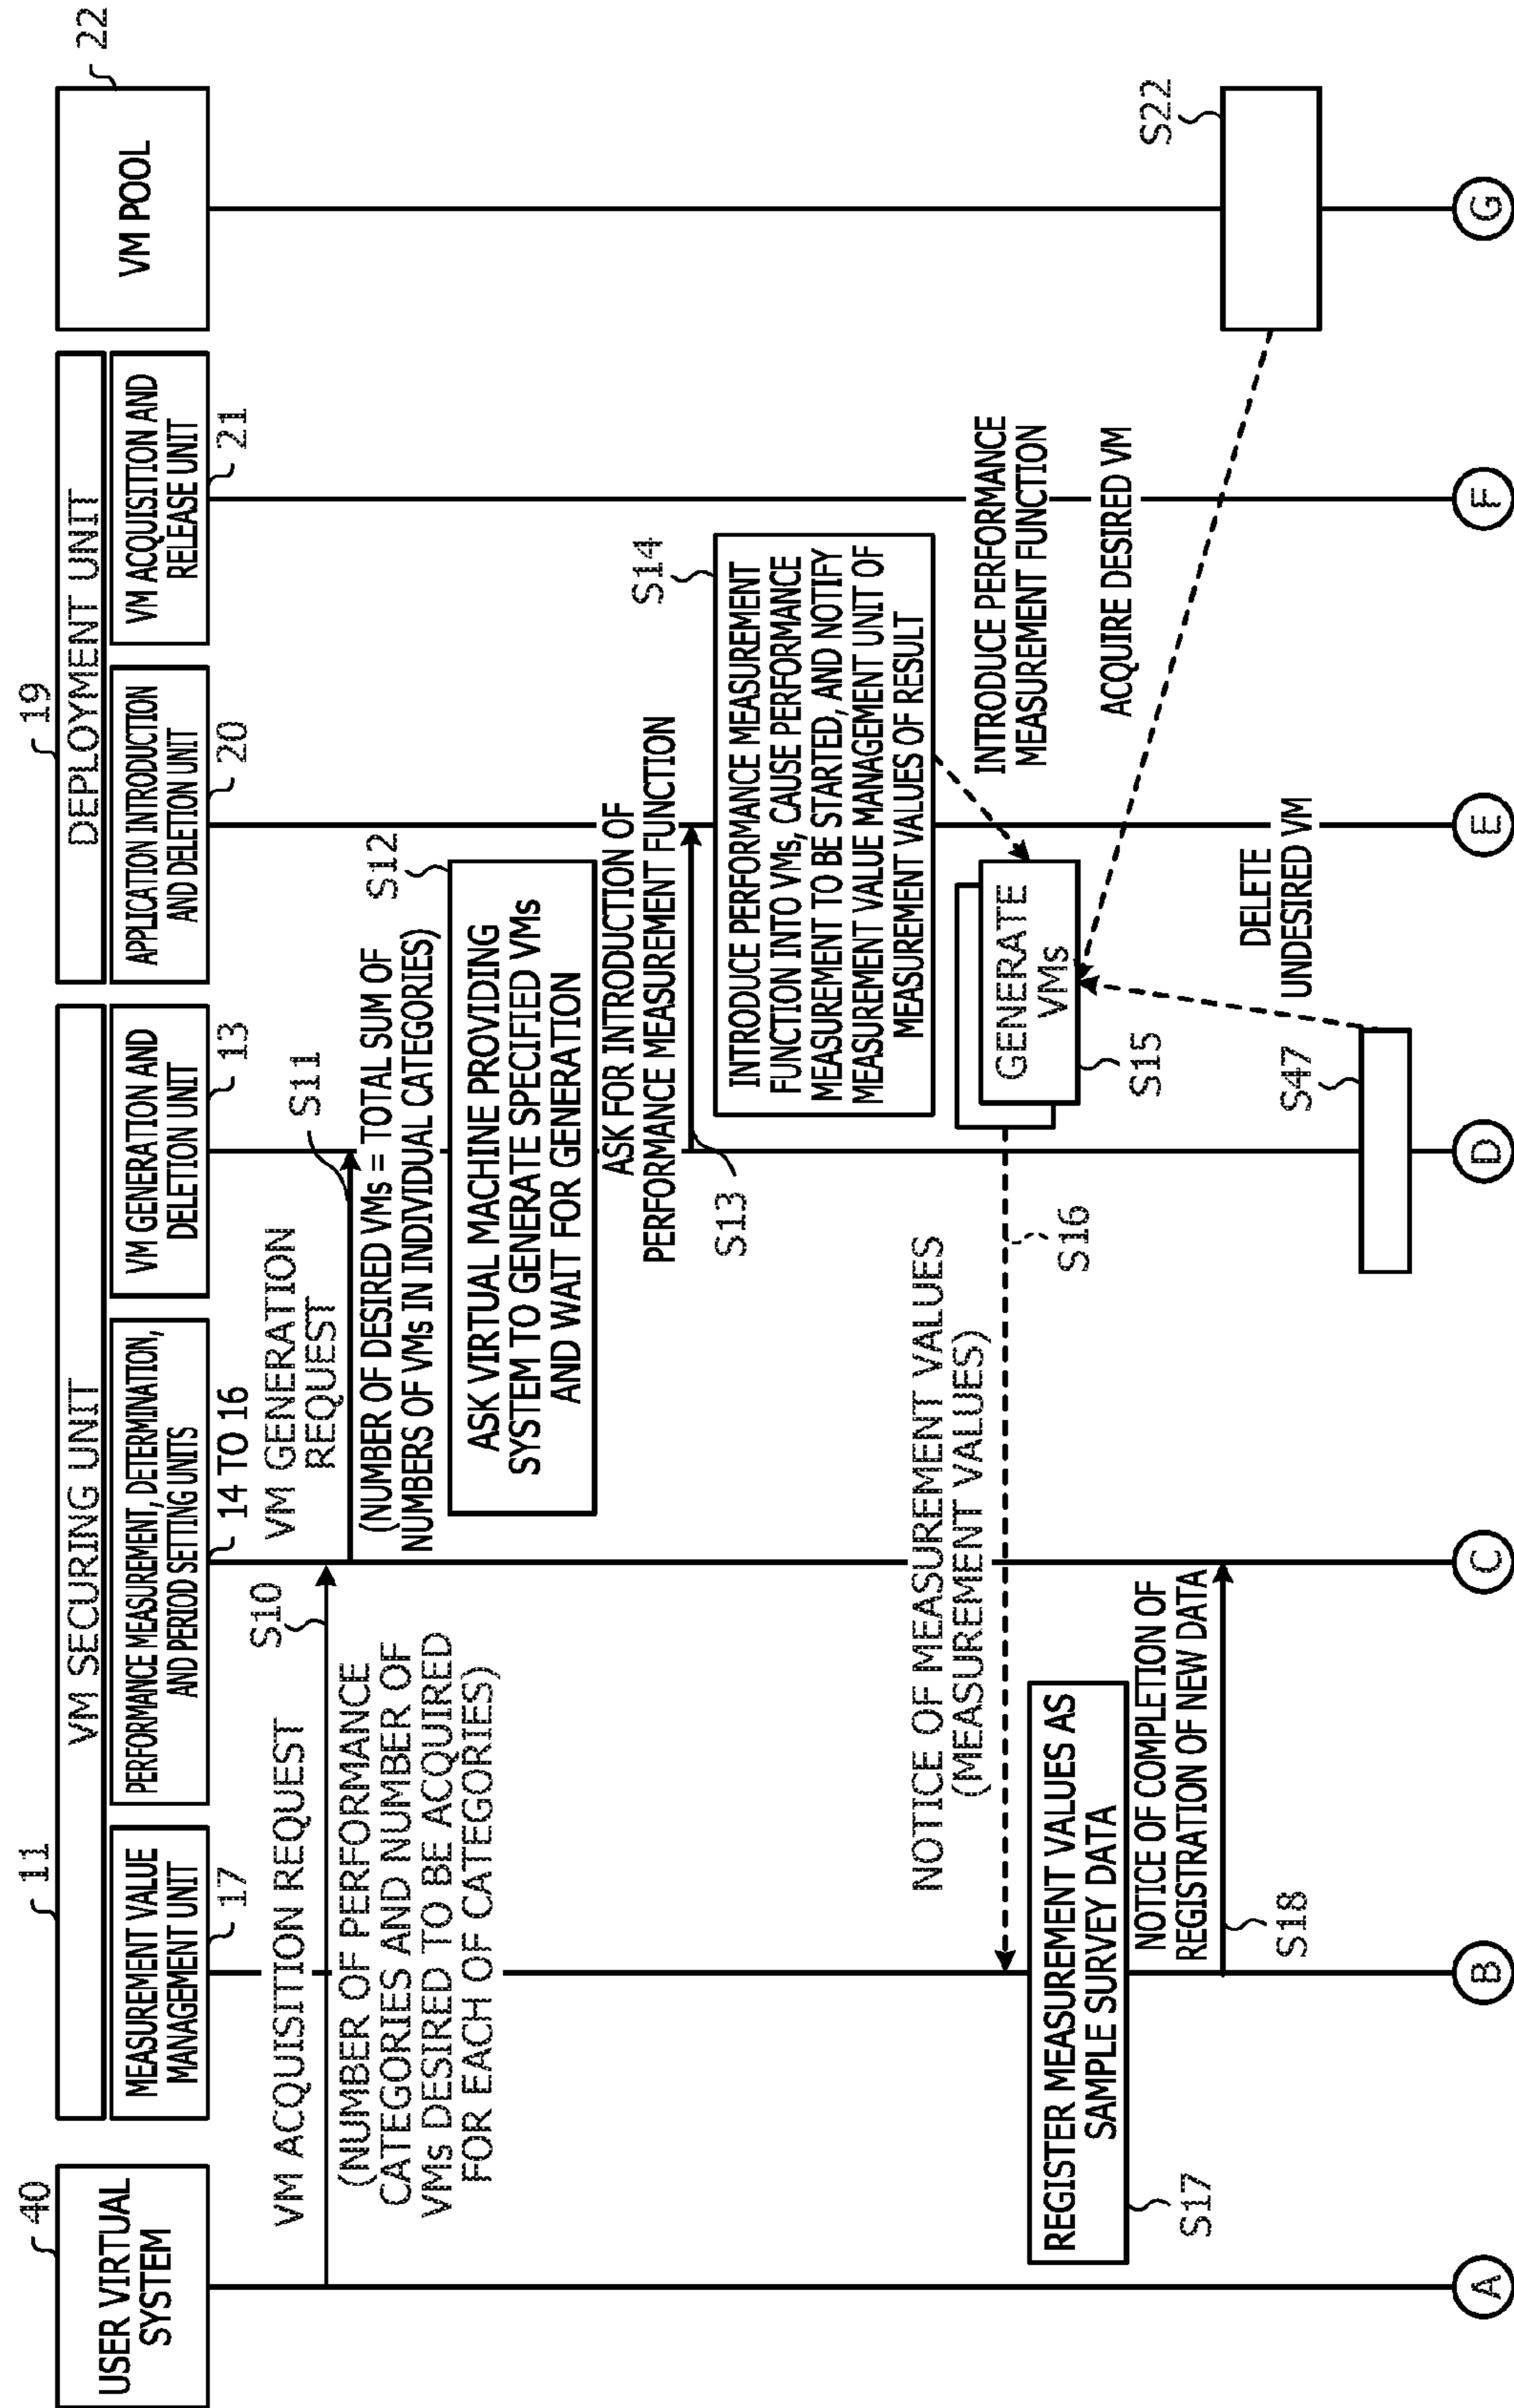 40
USER VIRTUAL
SYSTEM
11
VM SECURING UNIT
MEASUREMENT VALUE
MANAGEMENT UNIT
17
PERFORMANCE MEASUREMENT, DETERMINATION,
AND PERIOD SETTING UNITS
14 TO 16
VM GENERATION AND
DELETION UNIT
13
19
DEPLOYMENT UNIT
APPLICATION INTRODUCTION
AND DELETION UNIT
20
VM ACQUISITION AND
RELEASE UNIT
21
VM POOL
22
VM ACQUISITION REQUEST
S10
(NUMBER OF PERFORMANCE
CATEGORIES AND NUMBER OF
VMs DESIRED TO BE ACQUIRED
FOR EACH OF CATEGORIES)
VM GENERATION
REQUEST
S11
(NUMBER OF DESIRED VMs = TOTAL SUM OF
NUMBERS OF VMs IN INDIVIDUAL CATEGORIES)
S12
ASK VIRTUAL MACHINE PROVIDING
SYSTEM TO GENERATE SPECIFIED VMs
AND WAIT FOR GENERATION
ASK FOR INTRODUCTION OF
PERFORMANCE MEASUREMENT FUNCTION
S13
S14
INTRODUCE PERFORMANCE MEASUREMENT
FUNCTION INTO VMs, CAUSE PERFORMANCE
MEASUREMENT TO BE STARTED, AND NOTIFY
MEASUREMENT VALUE MANAGEMENT UNIT OF
MEASUREMENT VALUES OF RESULT
INTRODUCE PERFORMANCE
MEASUREMENT FUNCTION
GENERATE
VMs
S15
ACQUIRE DESIRED VM
NOTICE OF MEASUREMENT VALUES
(MEASUREMENT VALUES)
S16
REGISTER MEASUREMENT VALUES AS
SAMPLE SURVEY DATA
S17
NOTICE OF COMPLETION OF
REGISTRATION OF NEW DATA
S18
S22
DELETE
UNDESIRED VM
S47
A
B
C
D
E
F
G